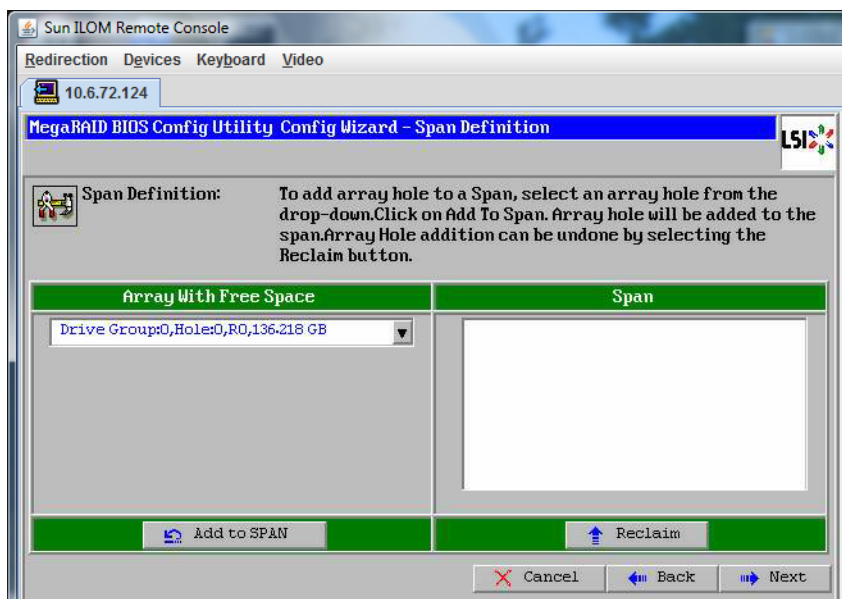 Sun ILOM Remote Console
Redirection Devices Keyboard Video
10.6.72.124
MegaRAID BIOS Config Utility Config Wizard - Span Definition
LSI
Span Definition:
To add array hole to a Span, select an array hole from the
drop-down.Click on Add To Span. Array hole will be added to the
span.Array Hole addition can be undone by selecting the
Reclaim button.
Array With Free Space
Span
Drive Group:0,Hole:0,R0,136.218 GB
Add to SPAN
Reclaim
Cancel
Back
Next